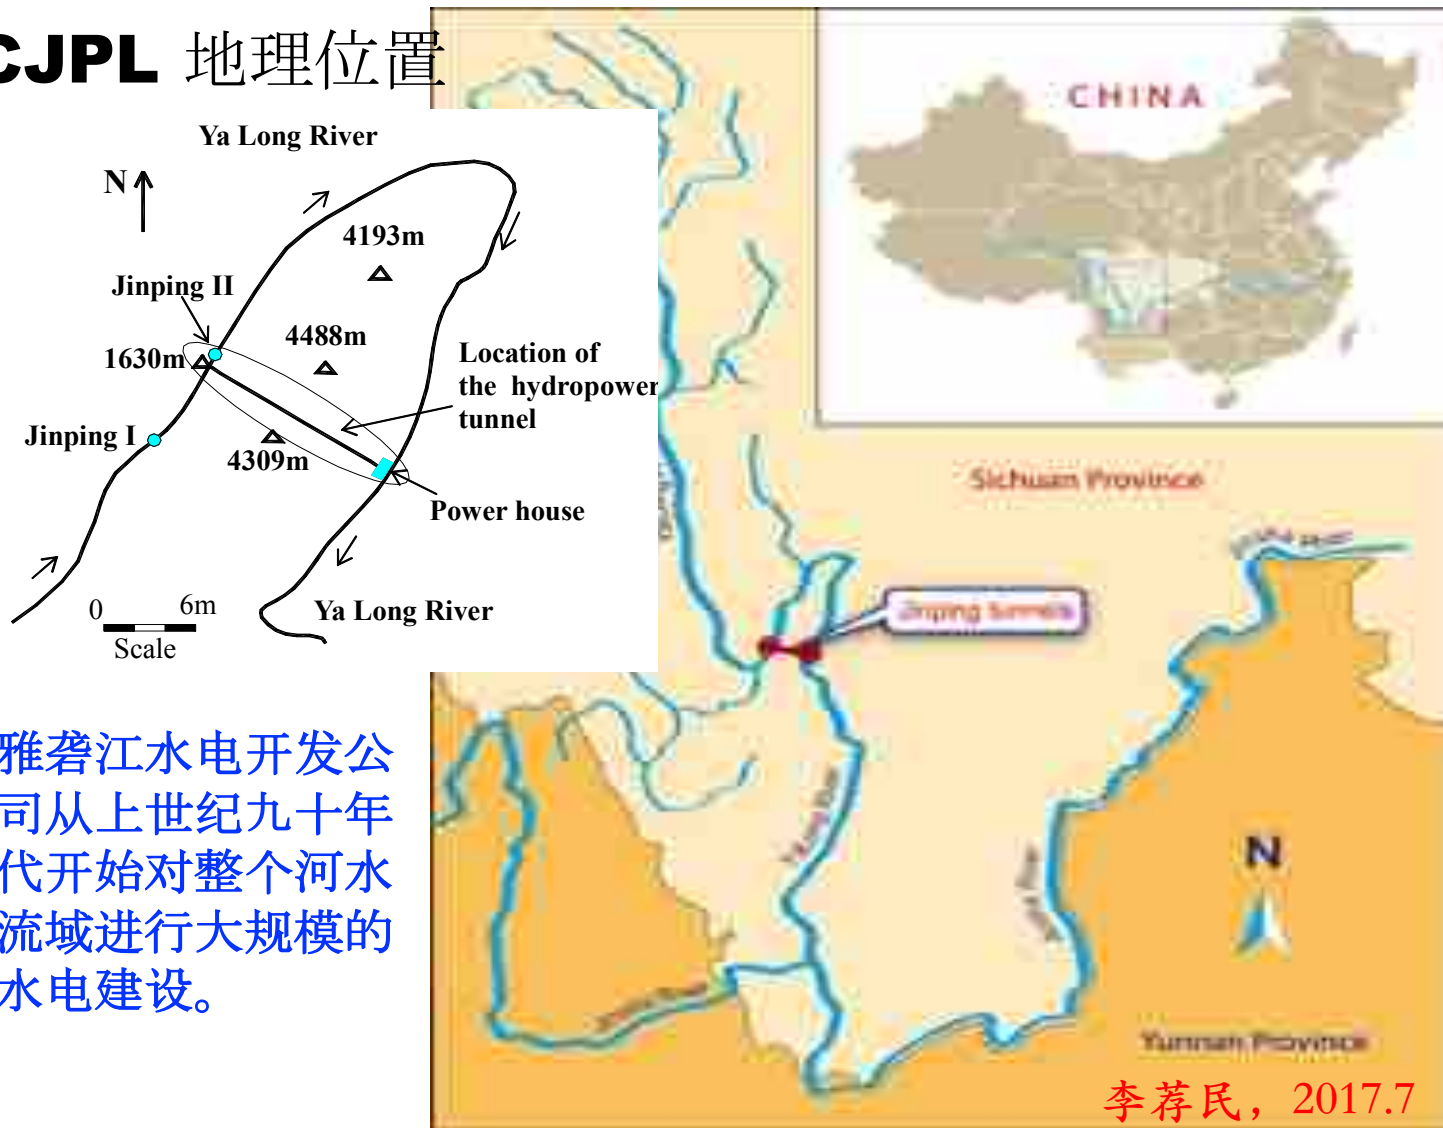 CJPL 地理位置
Ya Long River
N
4193m
Jinping II
4488m
1630m
Location of
the hydropower
tunnel
Jinping I
4309m
Power house
0 6m
Scale
Ya Long River
CHINA
Sichuan Province
Jinping tunnels
N
Yunnan Province
雅砻江水电开发公
司从上世纪九十年
代开始对整个河水
流域进行大规模的
水电建设。
李荐民，2017.7